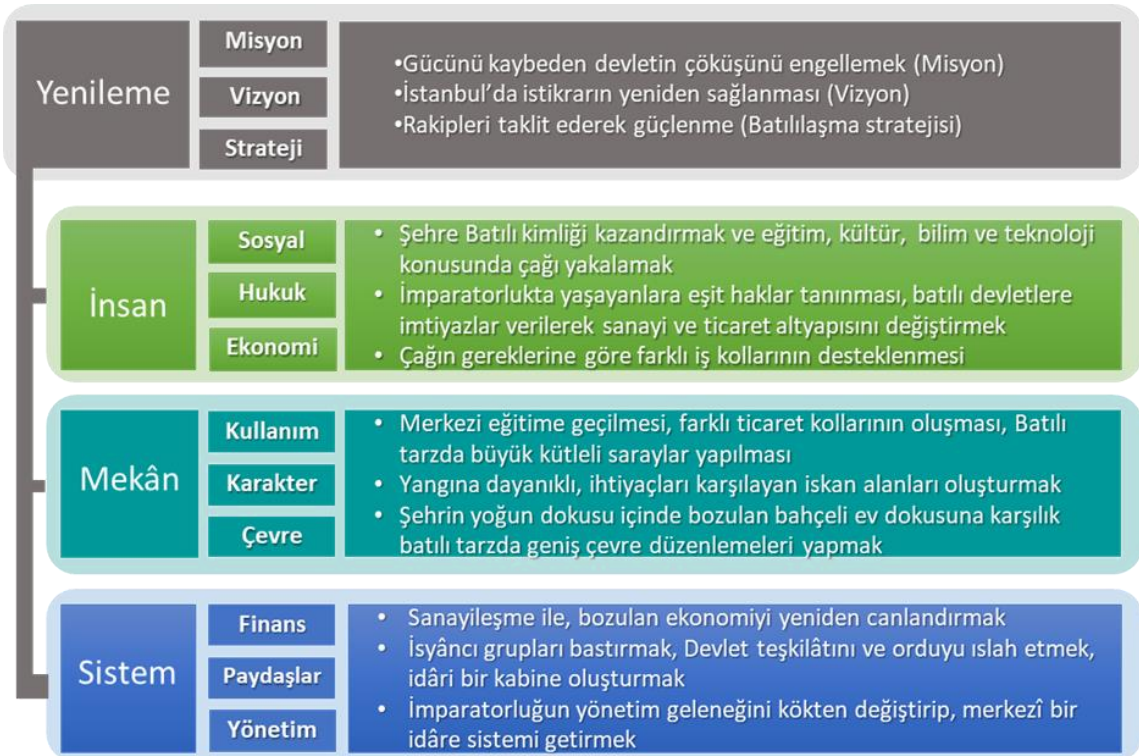 Yenileme
Misyon
Vizyon
Strateji
•Gücünü kaybeden devletin çöküşünü engellemek (Misyon)
•İstanbul’da istikrarın yeniden sağlanması (Vizyon)
•Rakipleri taklit ederek güçlenme (Batılılaşma stratejisi)
İnsan
Sosyal
Hukuk
Ekonomi
• Şehre Batılı kimliği kazandırmak ve eğitim, kültür, bilim ve teknoloji
konusunda çağı yakalamak
• İmparatorlukta yaşayanlara eşit haklar tanınması, batılı devletlere
imtiyazlar verilerek sanayi ve ticaret altyapısını değiştirmek
• Çağın gereklerine göre farklı iş kollarının desteklenmesi
Mekân
Kullanım
Karakter
Çevre
• Merkezi eğitime geçilmesi, farklı ticaret kollarının oluşması, Batılı
tarzda büyük kütleli saraylar yapılması
• Yangına dayanıklı, ihtiyaçları karşılayan iskan alanları oluşturmak
• Şehrin yoğun dokusu içinde bozulan bahçeli ev dokusuna karşılık
batılı tarzda geniş çevre düzenlemeleri yapmak
Sistem
Finans
Paydaşlar
Yönetim
• Sanayileşme ile, bozulan ekonomiyi yeniden canlandırmak
• İsyâncı grupları bastırmak, Devlet teşkilâtını ve orduyu ıslah etmek,
idâri bir kabine oluşturmak
• İmparatorluğun yönetim geleneğini kökten değiştirip, merkezî bir
idâre sistemi getirmek